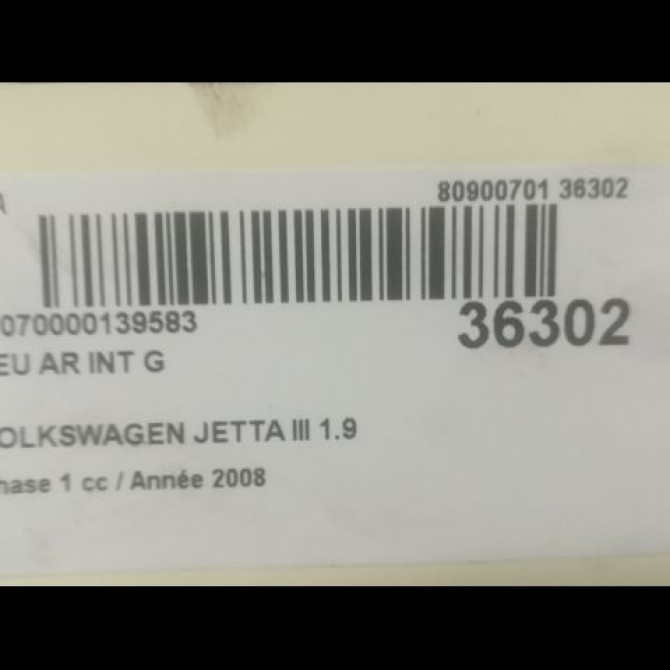 A
80900701 36302
070000139583
36302
EU AR INT G
OLKSWAGEN JETTA III 1.9
hase 1 cc / Année 2008